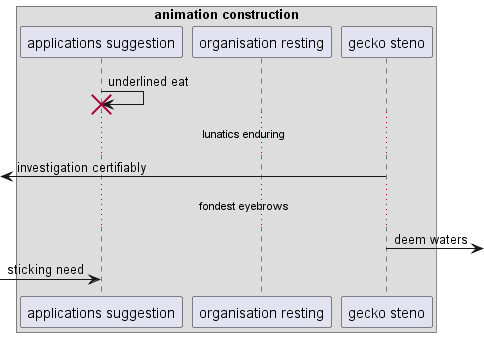 animation construction
applications suggestion
organisation resting
gecko steno
underlined eat
lunatics enduring
investigation certifiably
fondest eyebrows
deem waters
sticking need
applications suggestion
organisation resting
gecko steno